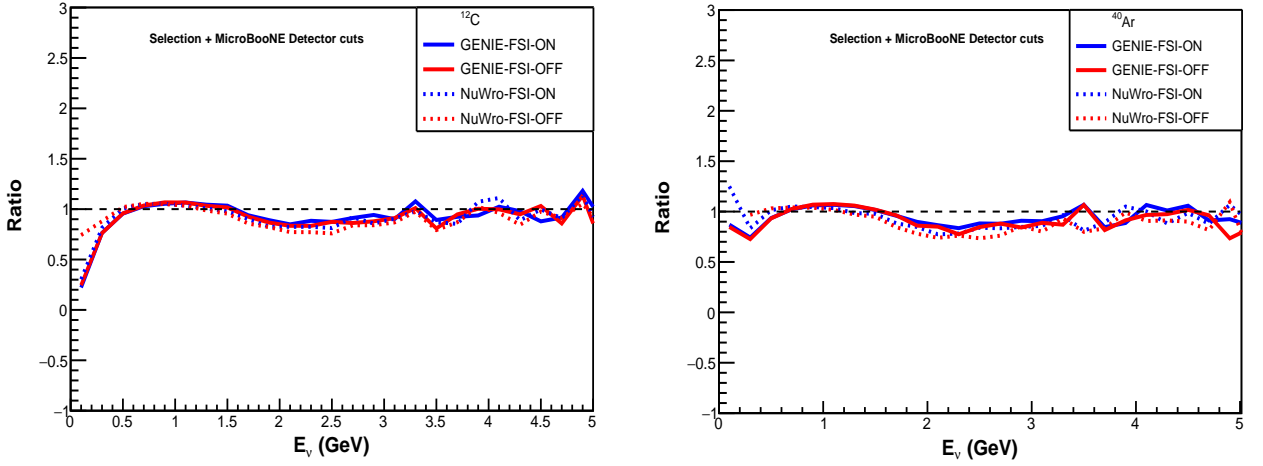 3
2.5
2
1.5
1
0.5
0
−0.5
−1
Ratio
¹²C
Selection + MicroBooNE Detector cuts
GENIE-FSI-ON
GENIE-FSI-OFF
NuWro-FSI-ON
NuWro-FSI-OFF
0 0.5 1 1.5 2 2.5 3 3.5 4 4.5 5
E_ν (GeV)
3
2.5
2
1.5
1
0.5
0
−0.5
−1
Ratio
⁴⁰Ar
Selection + MicroBooNE Detector cuts
GENIE-FSI-ON
GENIE-FSI-OFF
NuWro-FSI-ON
NuWro-FSI-OFF
0 1 2 3 4 5
E_ν (GeV)